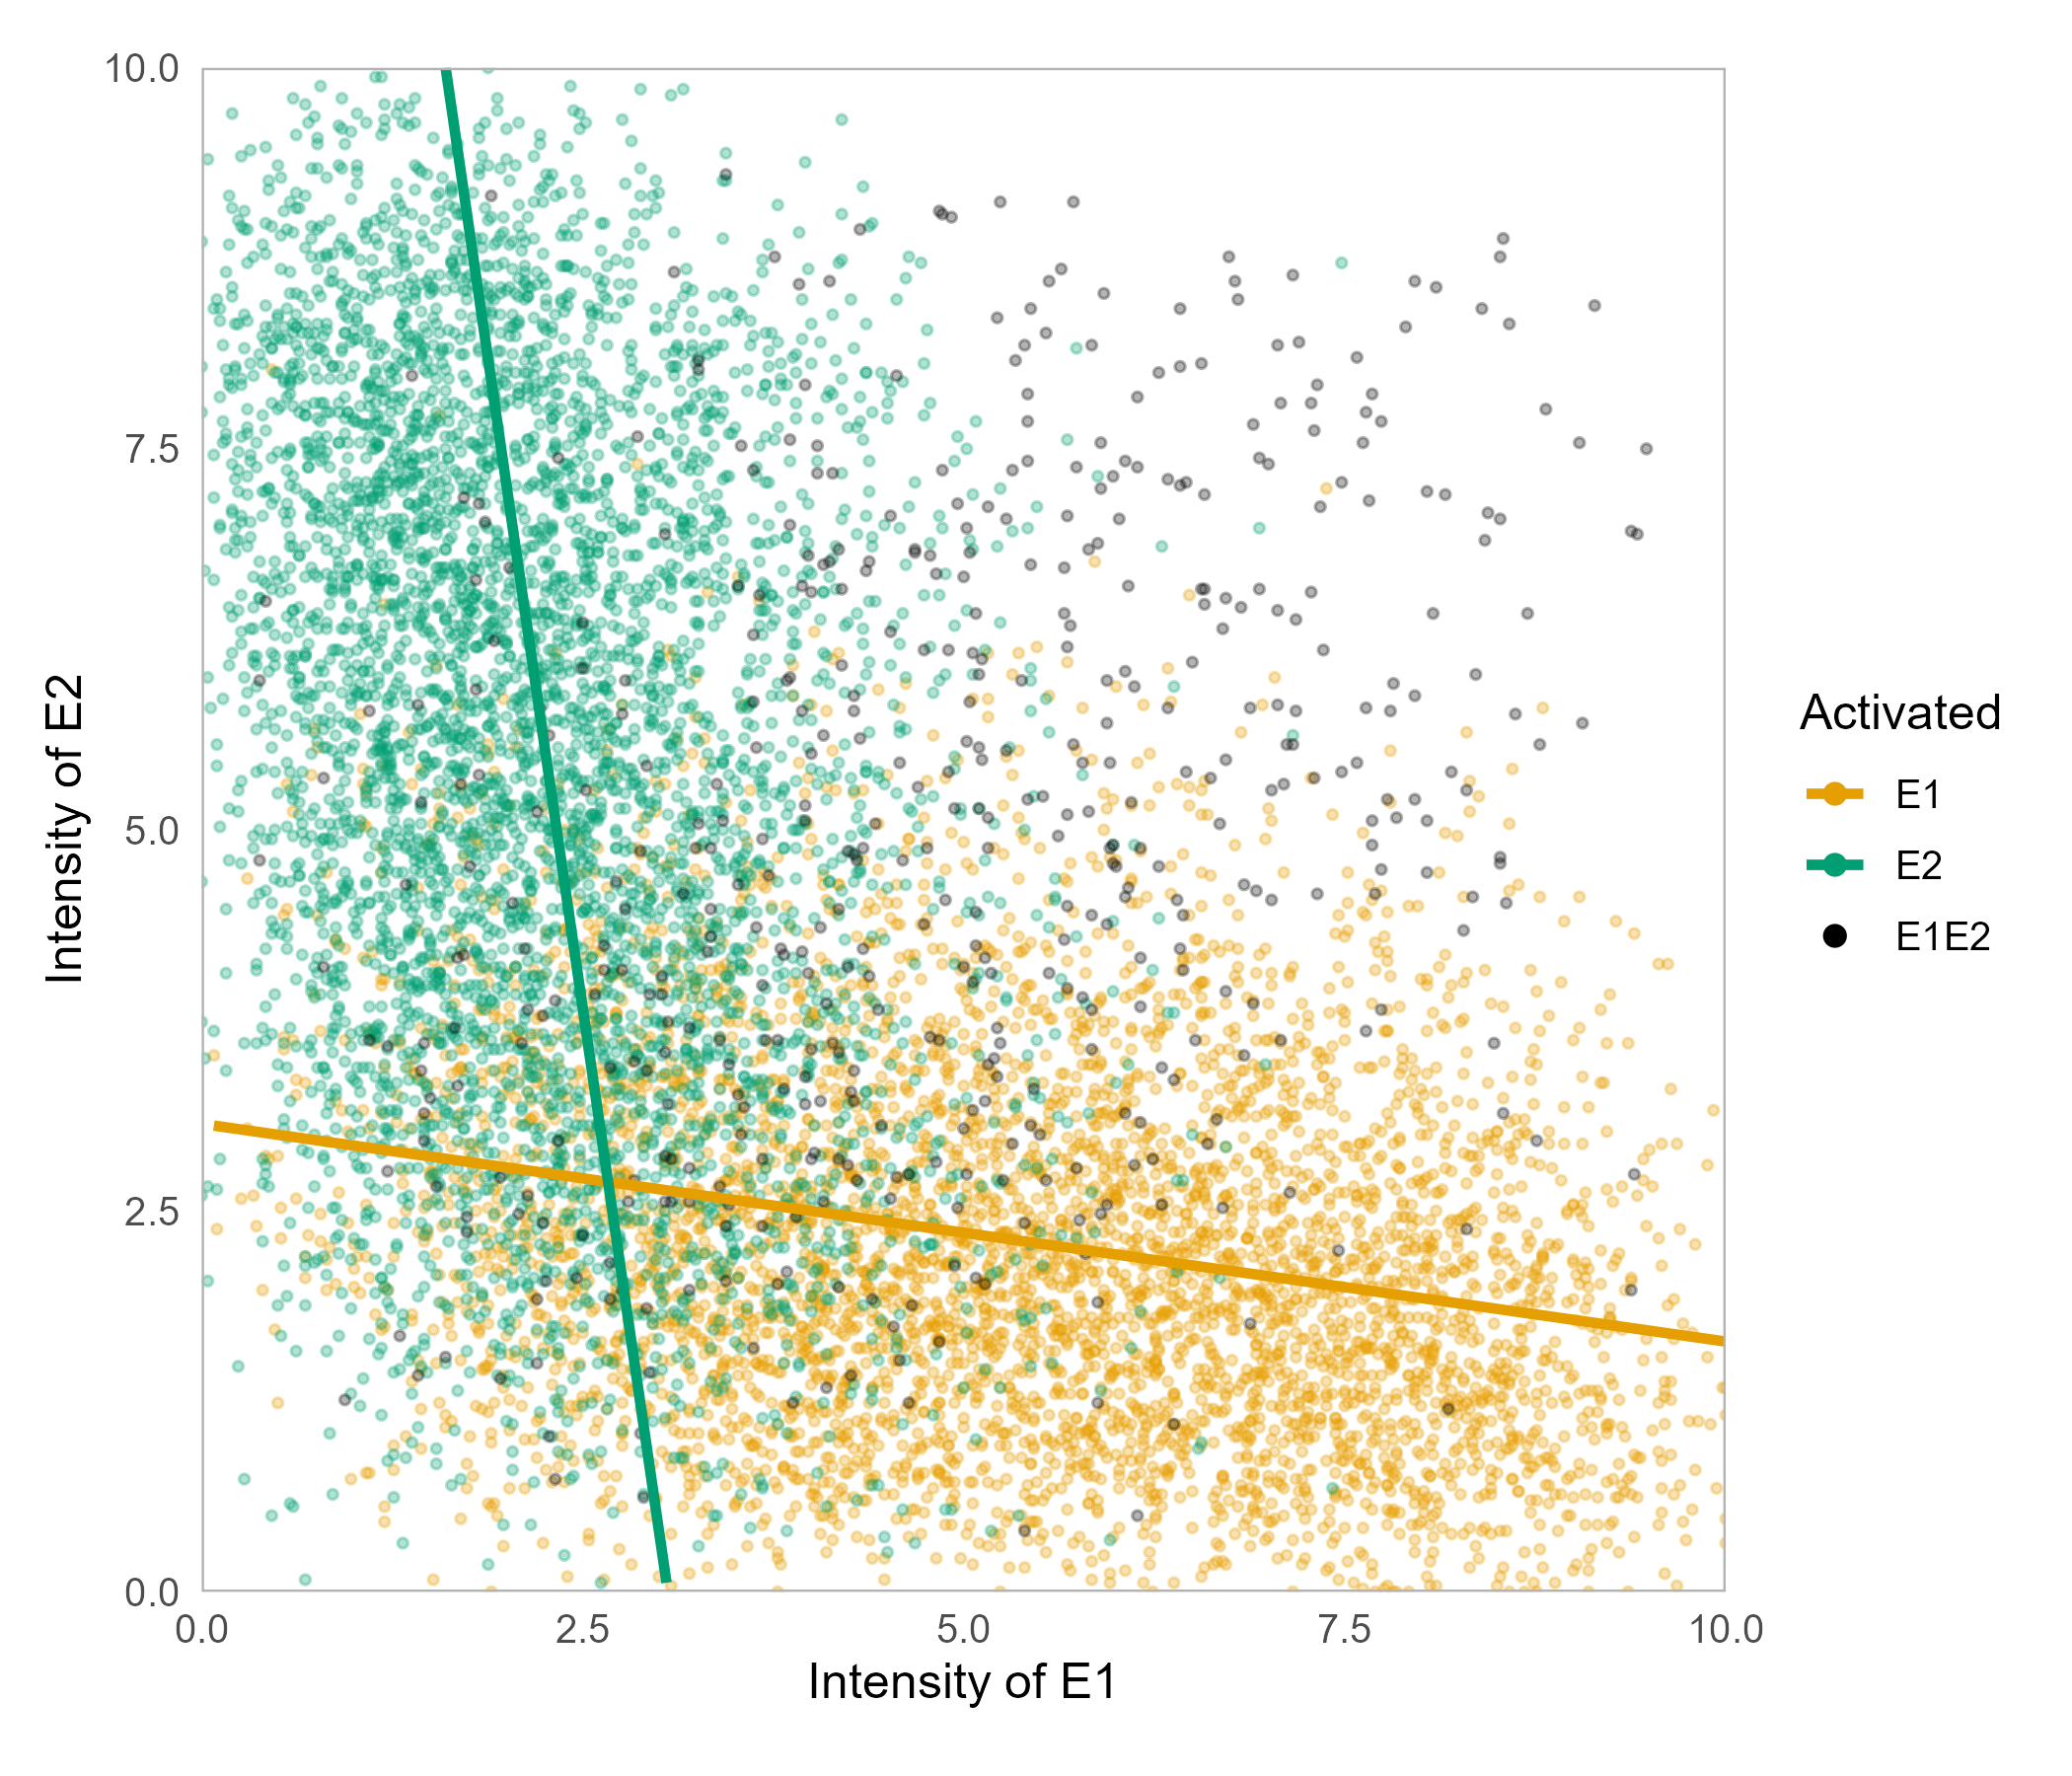 10.0
7.5
5.0
2.5
0.0
0.0 2.5 5.0 7.5 10.0
Intensity of E1
Intensity of E2
Activated
E1
E2
E1E2